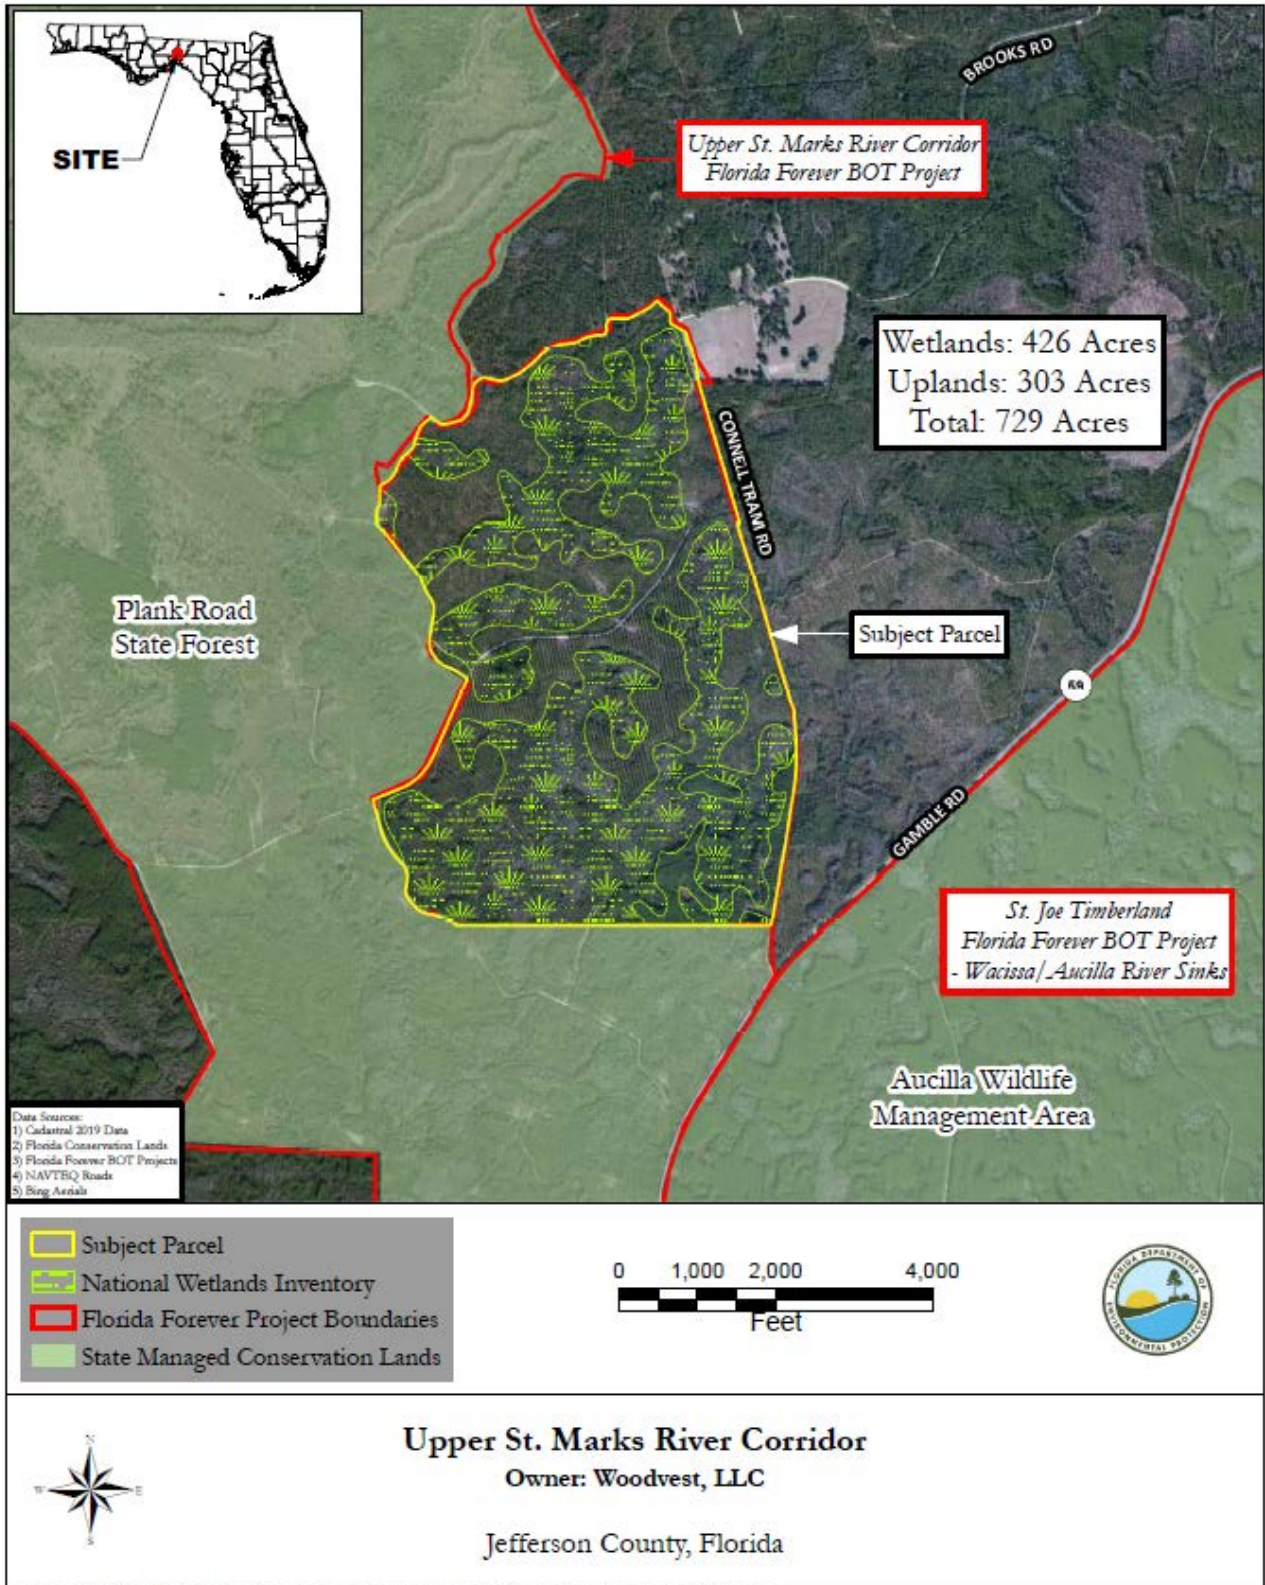 SITE
BROOKS RD
Upper St. Marks River Corridor
Florida Forever BOT Project
Wetlands: 426 Acres
Uplands: 303 Acres
Total: 729 Acres
CONNELL TRAM RD
Plank Road
State Forest
Subject Parcel
59
GAMBLE RD
St. Joe Timberland
Florida Forever BOT Project
- Wacissa/Aucilla River Sinks
Aucilla Wildlife
Management Area
Data Sources:
1) Cadastral 2019 Data
2) Florida Conservation Lands
3) Florida Forever BOT Projects
4) NAVTEQ Roads
5) Bing Aerials
Subject Parcel
National Wetlands Inventory
Florida Forever Project Boundaries
State Managed Conservation Lands
0 1,000 2,000 4,000
Feet
FLORIDA DEPARTMENT OF
ENVIRONMENTAL PROTECTION
N
W E
S
Upper St. Marks River Corridor
Owner: Woodvest, LLC
Jefferson County, Florida